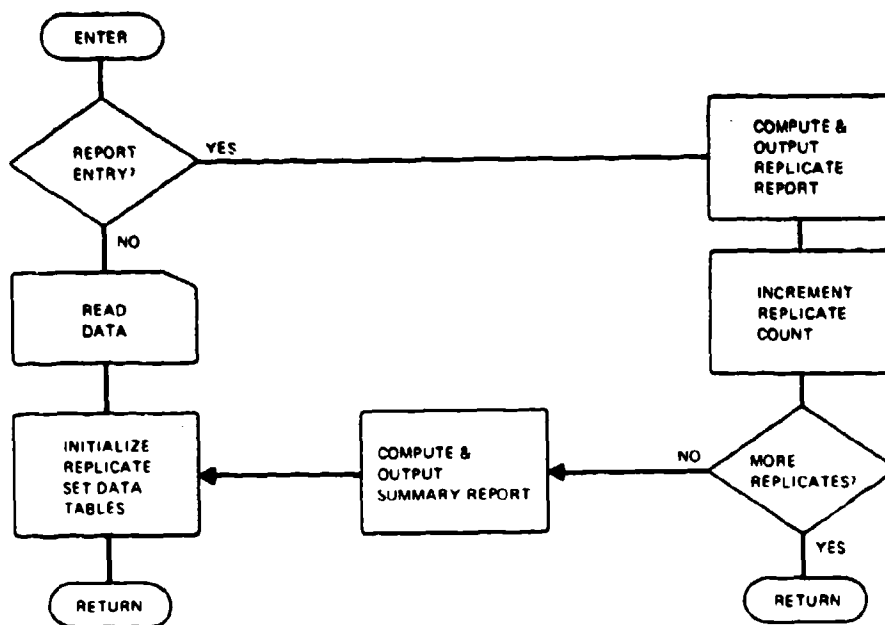 ENTER
REPORT
ENTRY?
YES
NO
COMPUTE &
OUTPUT
REPLICATE
REPORT
READ
DATA
INCREMENT
REPLICATE
COUNT
INITIALIZE
REPLICATE
SET DATA
TABLES
COMPUTE &
OUTPUT
SUMMARY REPORT
NO
MORE
REPLICATES?
YES
RETURN
RETURN